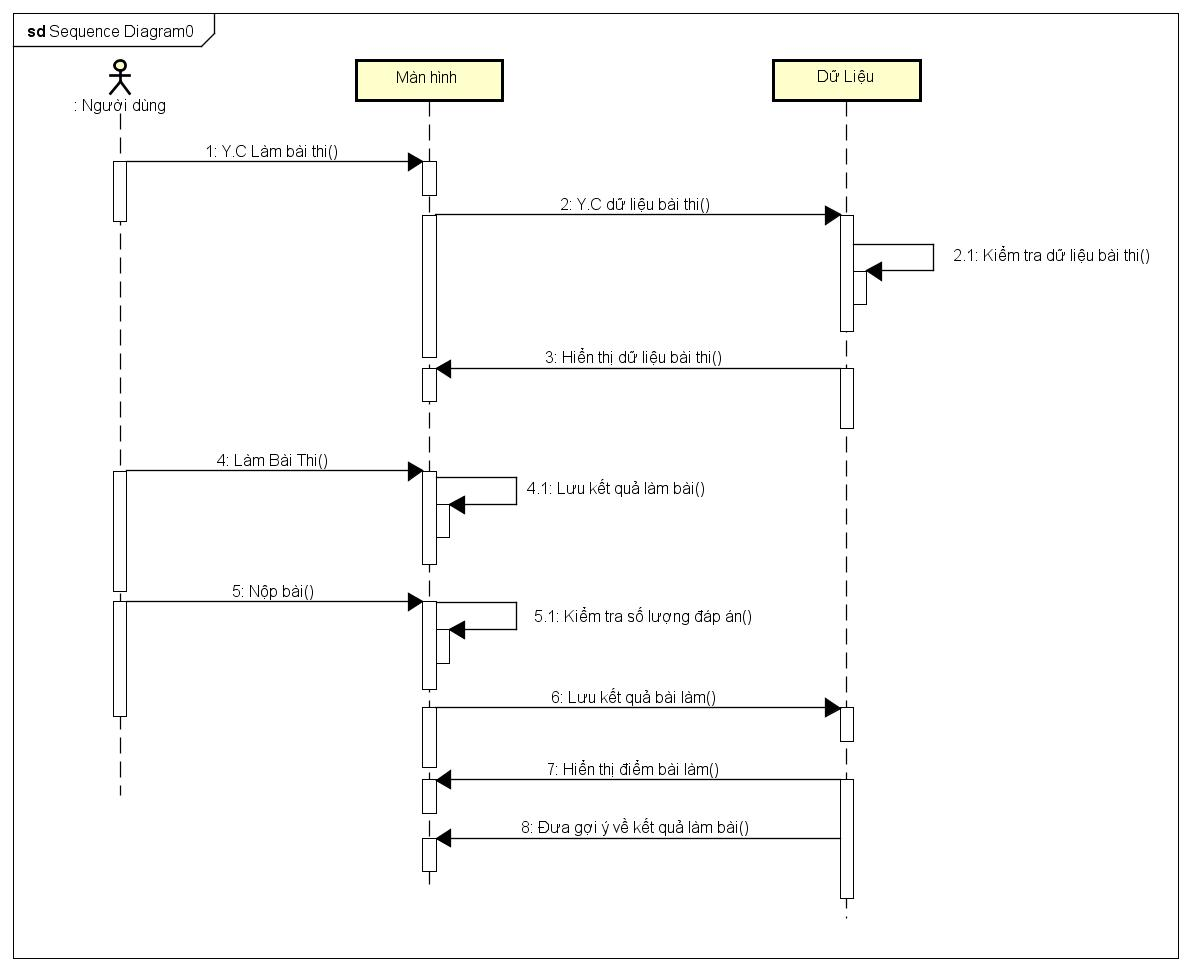 sd Sequence Diagram0
: Người dùng
Màn hình
Dữ Liệu
1: Y.C Làm bài thi()
2: Y.C dữ liệu bài thi()
2.1: Kiểm tra dữ liệu bài thi()
3: Hiển thị dữ liệu bài thi()
4: Làm Bài Thi()
4.1: Lưu kết quả làm bài()
5: Nộp bài()
5.1: Kiểm tra số lượng đáp án()
6: Lưu kết quả bài làm()
7: Hiển thị điểm bài làm()
8: Đưa gợi ý về kết quả làm bài()